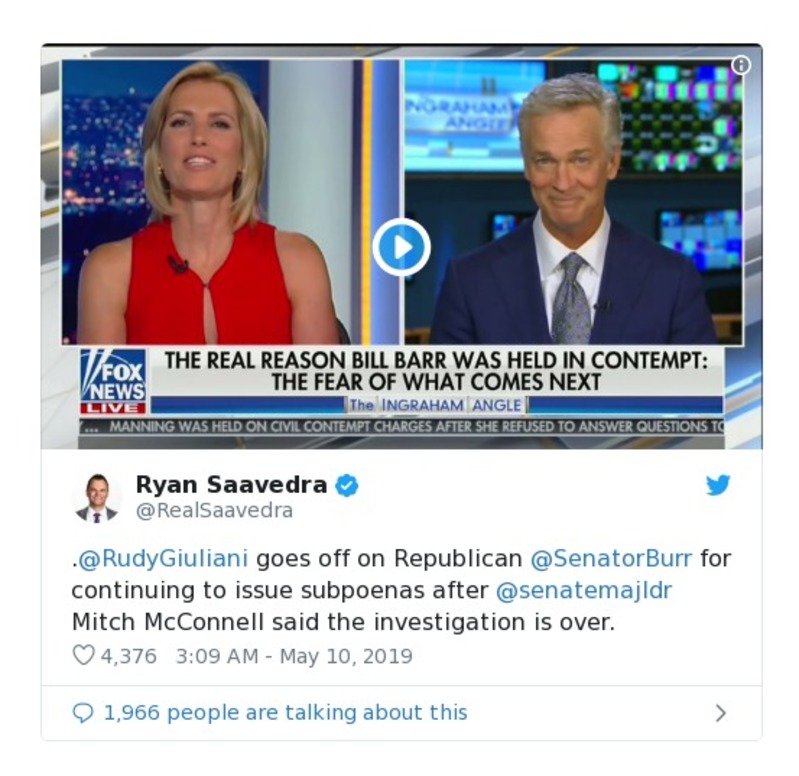 INGRAHAM
ANGLE
THE REAL REASON BILL BARR WAS HELD IN CONTEMPT:
THE FEAR OF WHAT COMES NEXT
FOX
NEWS
LIVE
The INGRAHAM ANGLE
... MANNING WAS HELD ON CIVIL CONTEMPT CHARGES AFTER SHE REFUSED TO ANSWER QUESTIONS TO
Ryan Saavedra
@RealSaavedra
.@RudyGiuliani goes off on Republican @SenatorBurr for
continuing to issue subpoenas after @senatemajldr
Mitch McConnell said the investigation is over.
4,376 3:09 AM - May 10, 2019
1,966 people are talking about this